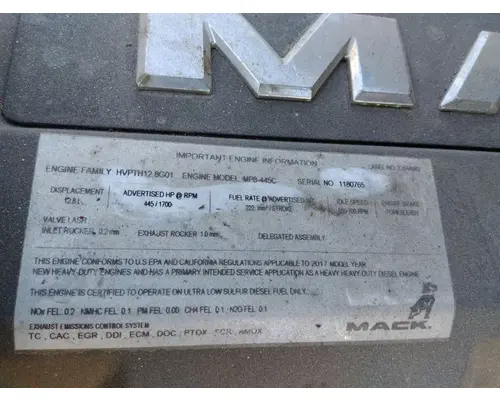 MA
IMPORTANT ENGINE INFORMATION
ENGINE FAMILY HVPTH12.8G01 ENGINE MODEL MP8-445C SERIAL NO 1180765
DISPLACEMENT ADVERTISED HP @ RPM FUEL RATE @ ADVERTISED IDLE SPEED
12.8 L 445 / 1700 222 mm³/STROKE RPM
VALVE LASH
INLET ROCKER 0.2 mm EXHAUST ROCKER 1.0 mm DELEGATED ASSEMBLY
THIS ENGINE CONFORMS TO U.S EPA AND CALIFORNIA REGULATIONS APPLICABLE TO 2017 MODEL YEAR
NEW HEAVY-DUTY ENGINES AND HAS A PRIMARY INTENDED SERVICE APPLICATION AS A HEAVY HEAVY-DUTY DIESEL ENGINE.
THIS ENGINE IS CERTIFIED TO OPERATE ON ULTRA LOW SULFUR DIESEL FUEL ONLY.
NOx FEL 0.2 NMHC FEL 0.1 PM FEL 0.00 CH4 FEL 0.1 N2O FEL 0.1
EXHAUST EMISSIONS CONTROL SYSTEM
TC, CAC, EGR, DDI, ECM, DOC, PTOX, SCR, AMOX
MACK